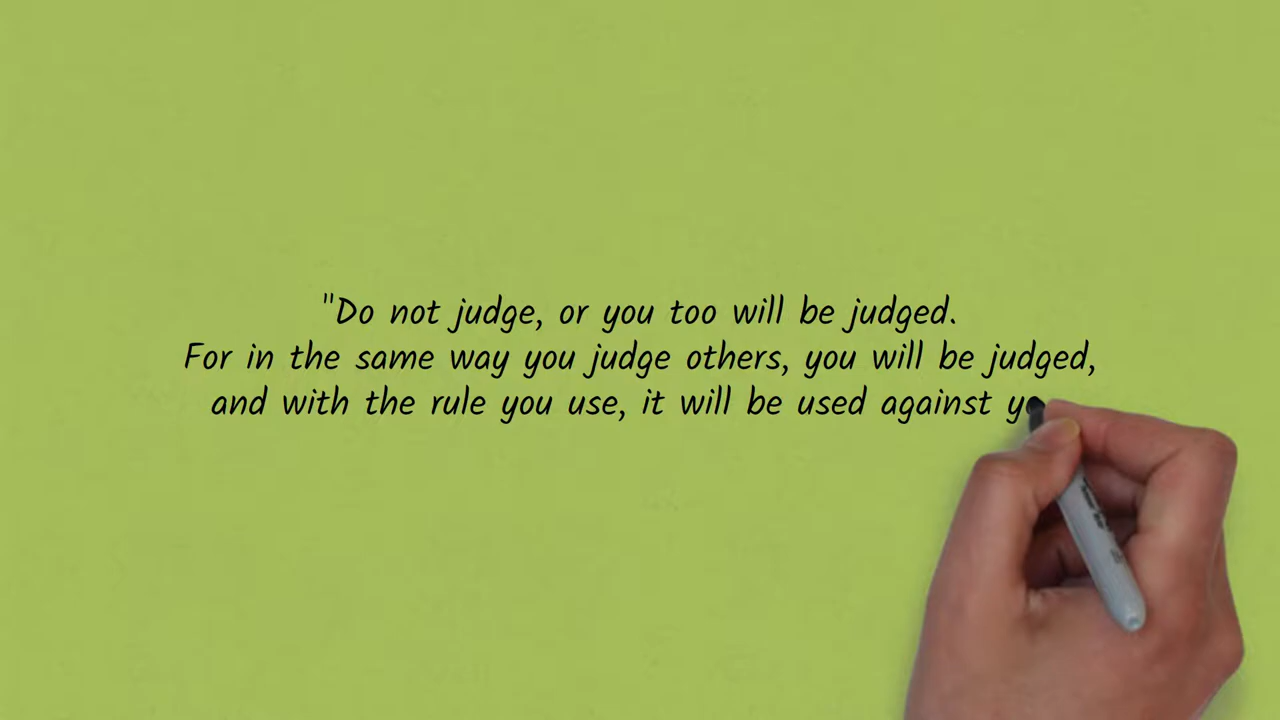 "Do not judge, or you too will be judged.
For in the same way you judge others, you will be judged,
and with the rule you use, it will be used against